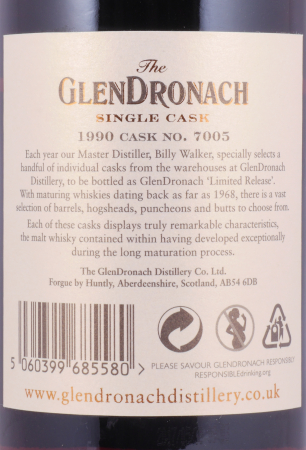 The
GLENDRONACH
SINGLE CASK
1990 CASK NO. 7005
Each year our Master Distiller, Billy Walker, specially selects a
handful of individual casks from the warehouses at GlenDronach
Distillery, to be bottled as GlenDronach ‘Limited Release’.
With maturing whiskies dating back as far as 1968, there is a vast
selection of barrels, hogsheads, puncheons and butts to choose from.
Each of these casks displays truly remarkable characteristics,
the malt whisky contained within having developed exceptionally
during the long maturation process.
The GlenDronach Distillery Co. Ltd.
Forgue by Huntly, Aberdeenshire, Scotland, AB54 6DB
5 060399 685580 >
PLEASE SAVOUR GLENDRONACH RESPONSIBLY
RESPONSIBLEdrinking.org
www.glendronachdistillery.co.uk